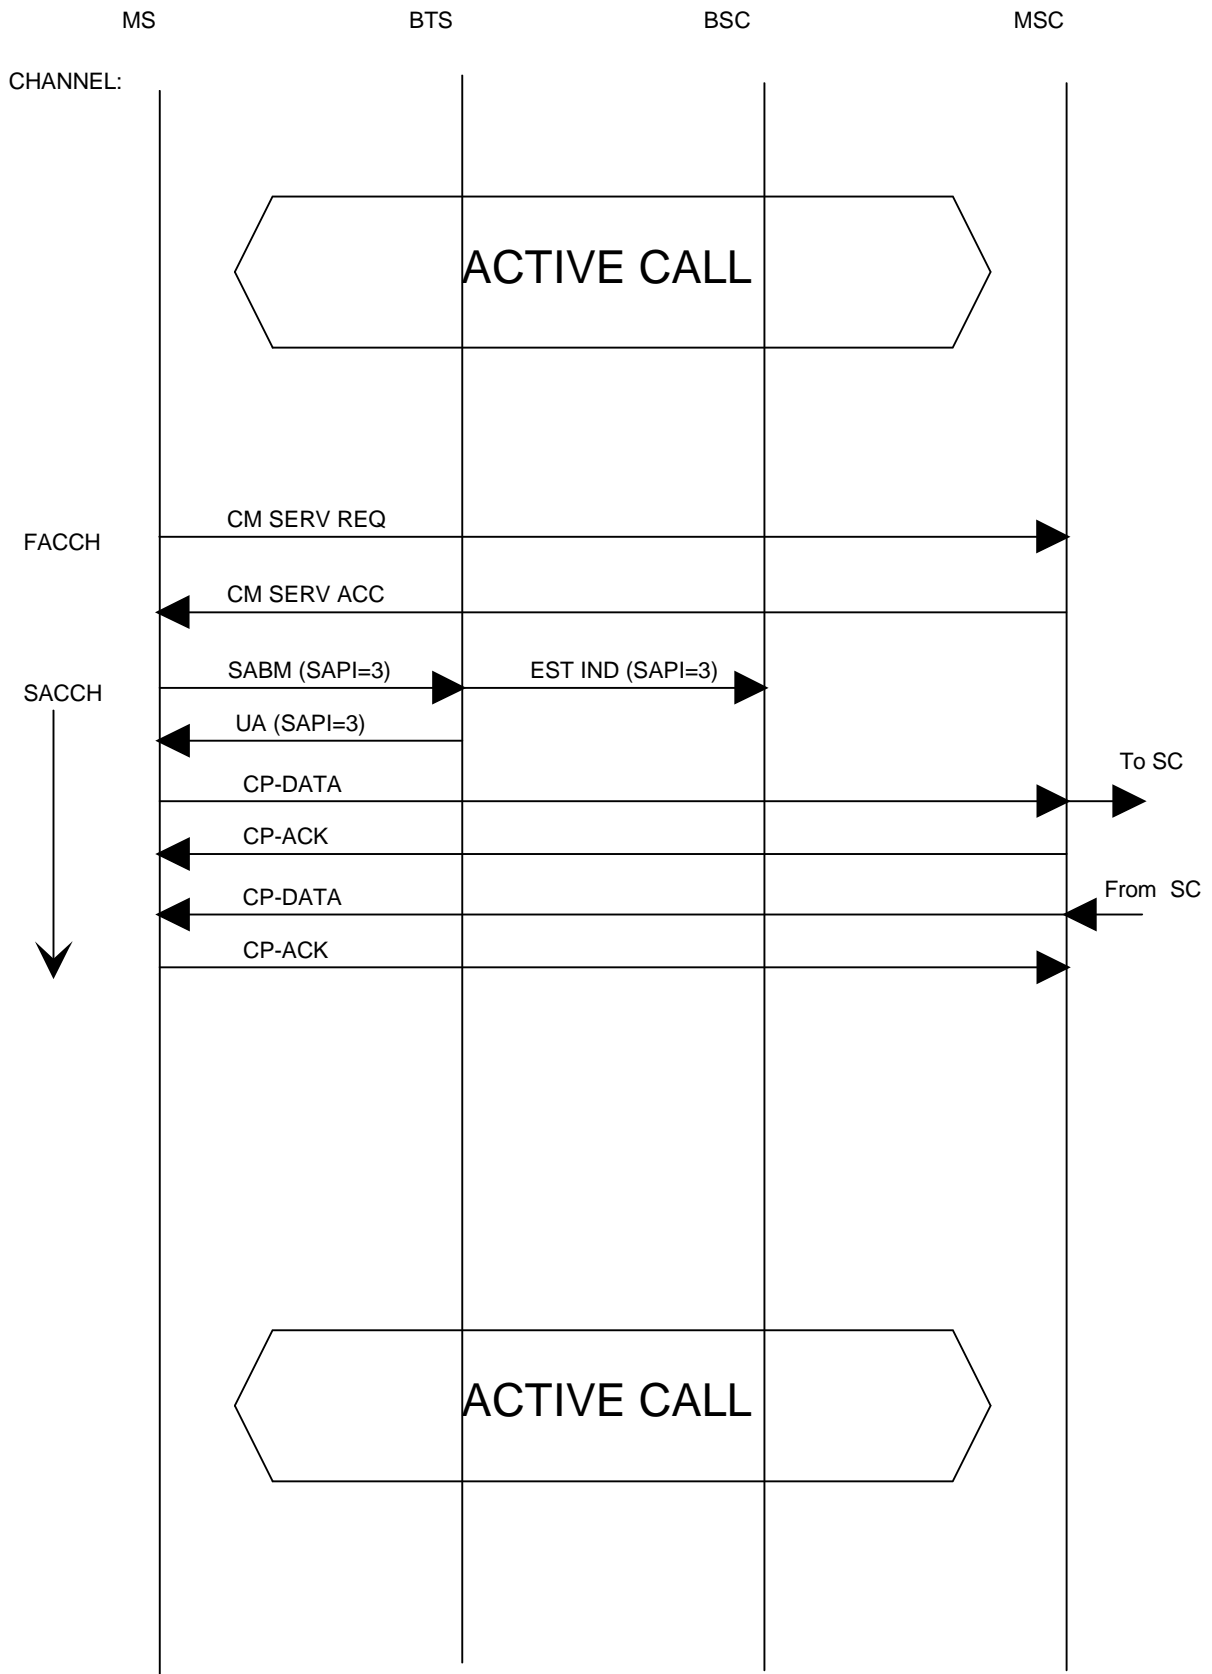 MS BTS BSC MSC
CHANNEL:
ACTIVE CALL
CM SERV REQ
FACCH
CM SERV ACC
SABM (SAPI=3) EST IND (SAPI=3)
SACCH
UA (SAPI=3)
To SC
CP-DATA
CP-ACK
From SC
CP-DATA
CP-ACK
ACTIVE CALL